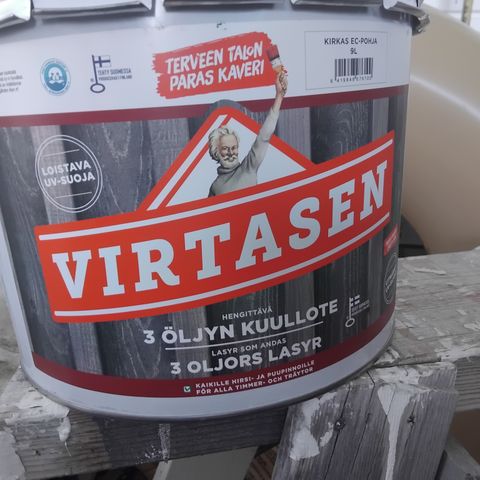 TERVEEN TALON
PARAS KAVERI
KIRKAS EC-POHJA
9L
TEHTY SUOMESSA
LOISTAVA
UV-SUOJA
VIRTASEN
HENGITTÄVÄ
3 ÖLJYN KUULLOTE
LASYR SOM ANDAS
3 OLJORS LASYR
KAIKILLE HIRSI- JA PUUPINNOILLE
FÖR ALLA TIMMER- OCH TRÄYTOR